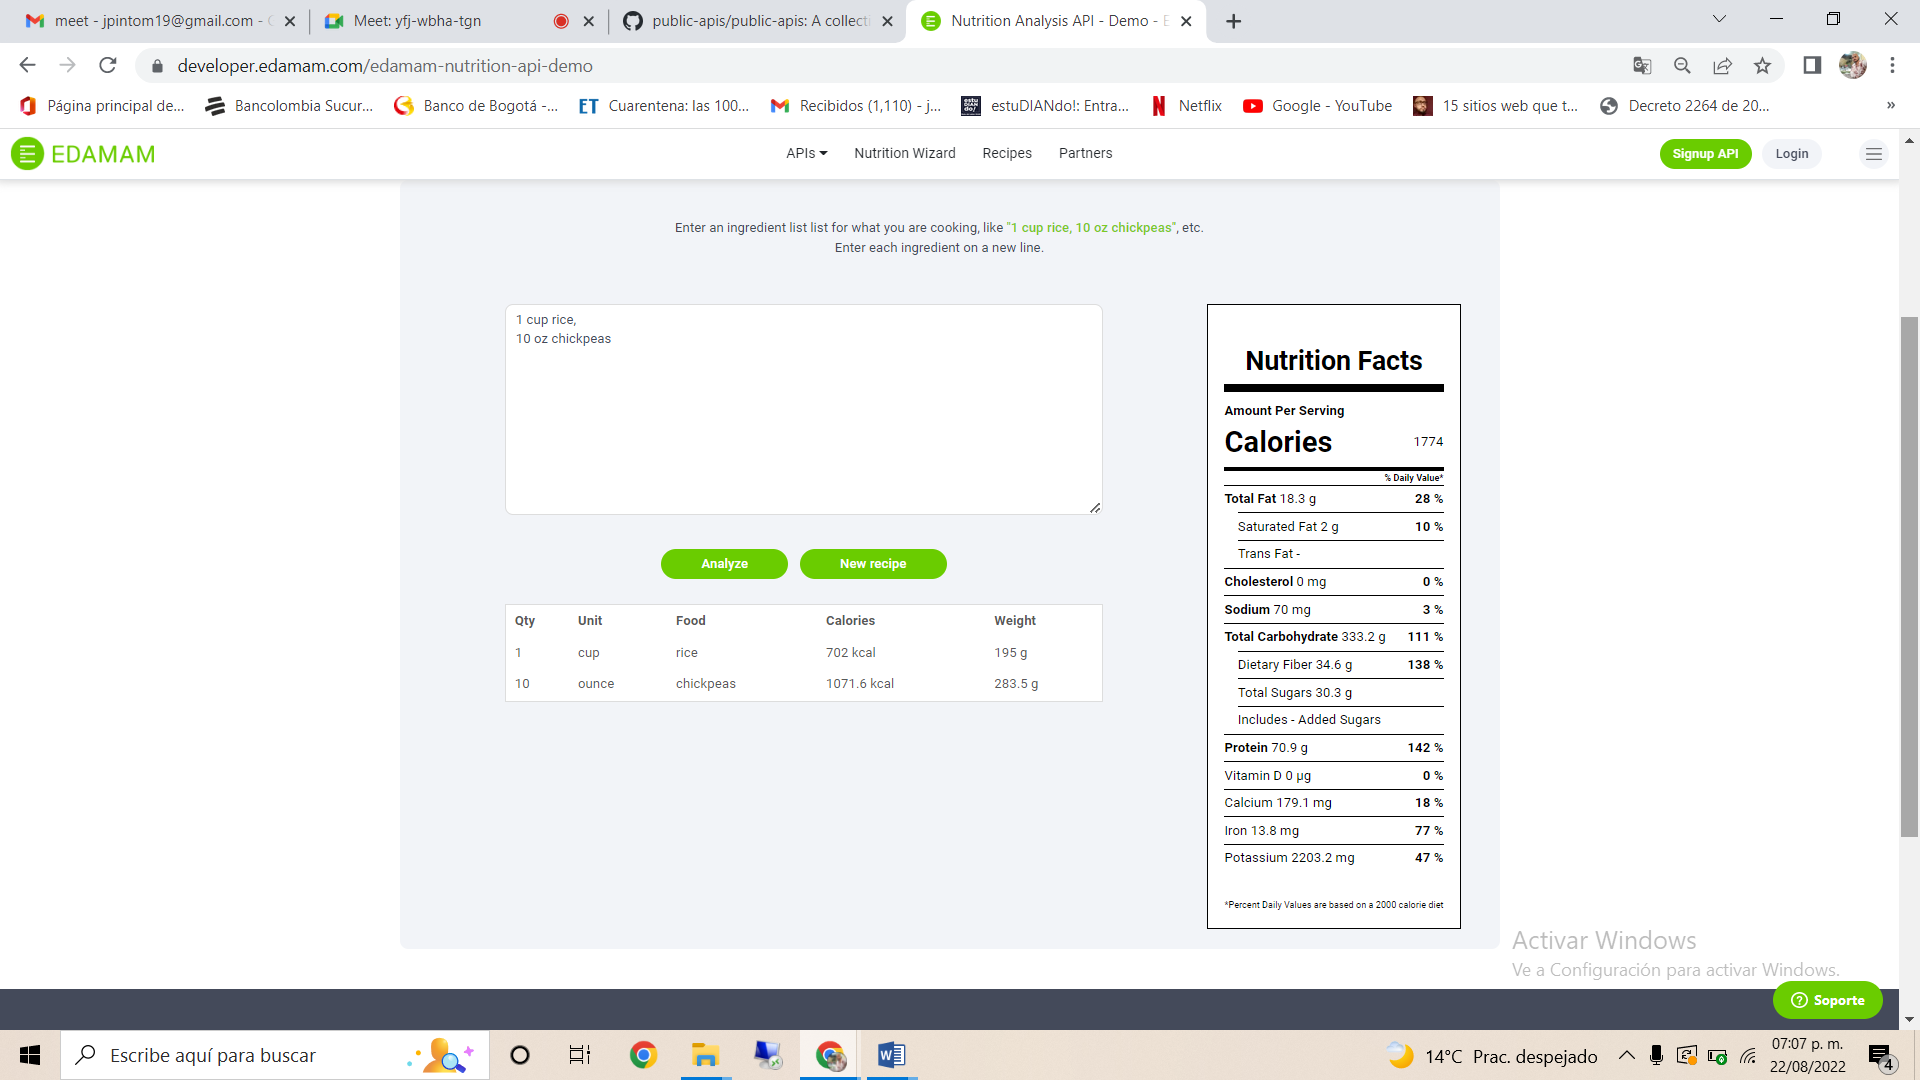 meet - jpintom19@gmail.com -
Meet: yfj-wbha-tgn
public-apis/public-apis: A collecti
Nutrition Analysis API - Demo - E
developer.edamam.com/edamam-nutrition-api-demo
Página principal de...
Bancolombia Sucur...
Banco de Bogotá -...
ET Cuarentena: las 100...
Recibidos (1,110) - j...
estuDIANdo!: Entra...
Netflix
Google - YouTube
15 sitios web que t...
Decreto 2264 de 20...
»
EDAMAM
APIs
Nutrition Wizard
Recipes
Partners
Signup API
Login
Enter an ingredient list list for what you are cooking, like "1 cup rice, 10 oz chickpeas", etc.
Enter each ingredient on a new line.
1 cup rice,
10 oz chickpeas
Analyze
New recipe
Qty Unit Food Calories Weight
1 cup rice 702 kcal 195 g
10 ounce chickpeas 1071.6 kcal 283.5 g
Nutrition Facts
Amount Per Serving
Calories 1774
% Daily Value*
Total Fat 18.3 g 28 %
Saturated Fat 2 g 10 %
Trans Fat -
Cholesterol 0 mg 0 %
Sodium 70 mg 3 %
Total Carbohydrate 333.2 g 111 %
Dietary Fiber 34.6 g 138 %
Total Sugars 30.3 g
Includes - Added Sugars
Protein 70.9 g 142 %
Vitamin D 0 µg 0 %
Calcium 179.1 mg 18 %
Iron 13.8 mg 77 %
Potassium 2203.2 mg 47 %
*Percent Daily Values are based on a 2000 calorie diet
Activar Windows
Ve a Configuración para activar Windows.
Soporte
Escribe aquí para buscar
14°C Prac. despejado
07:07 p. m.
22/08/2022
4